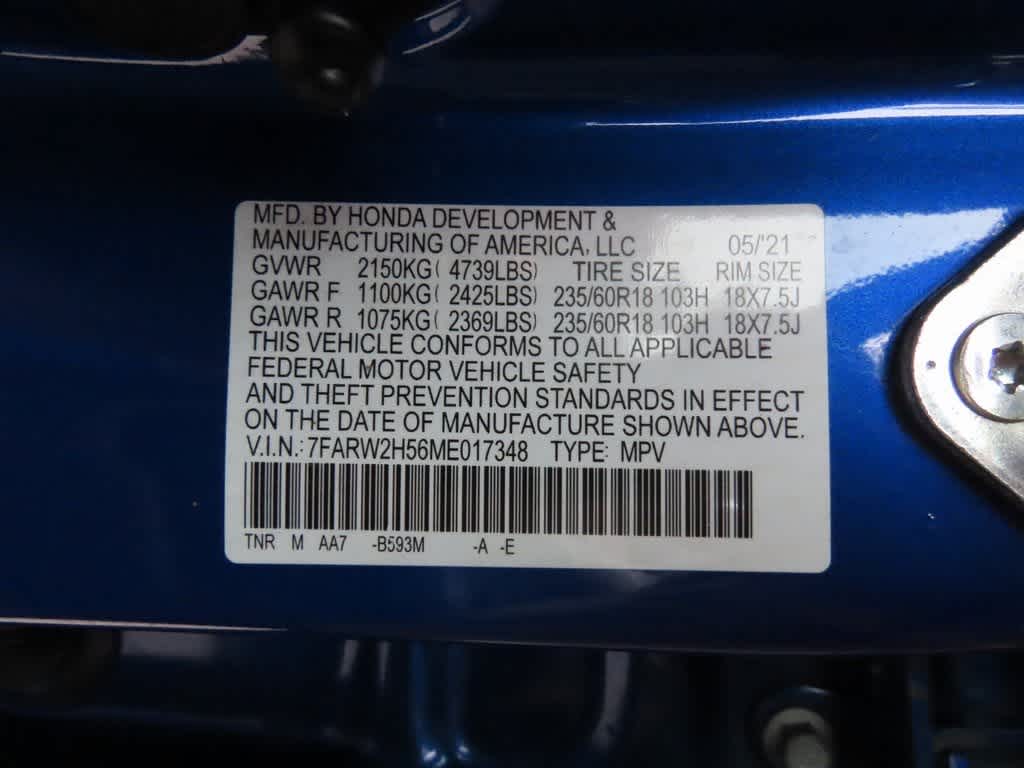 MFD. BY HONDA DEVELOPMENT &
MANUFACTURING OF AMERICA, LLC 05/'21
GVWR 2150KG( 4739LBS) TIRE SIZE RIM SIZE
GAWR F 1100KG( 2425LBS) 235/60R18 103H 18X7.5J
GAWR R 1075KG( 2369LBS) 235/60R18 103H 18X7.5J
THIS VEHICLE CONFORMS TO ALL APPLICABLE
FEDERAL MOTOR VEHICLE SAFETY
AND THEFT PREVENTION STANDARDS IN EFFECT
ON THE DATE OF MANUFACTURE SHOWN ABOVE.
V.I.N.: 7FARW2H56ME017348 TYPE: MPV
TNR M AA7 -B593M -A -E